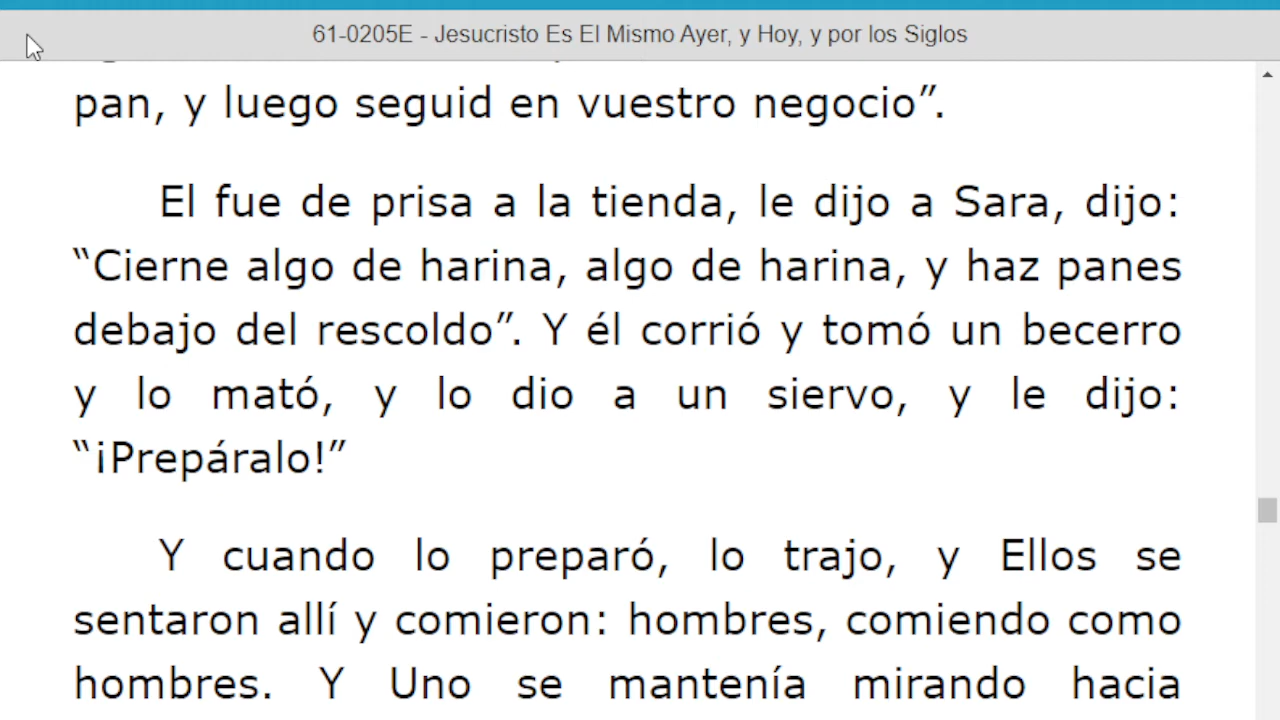 61-0205E - Jesucristo Es El Mismo Ayer, y Hoy, y por los Siglos
pan, y luego seguid en vuestro negocio”.
El fue de prisa a la tienda, le dijo a Sara, dijo:
“Cierne algo de harina, algo de harina, y haz panes
debajo del rescoldo”. Y él corrió y tomó un becerro
y lo mató, y lo dio a un siervo, y le dijo:
“¡Prepáralo!”
Y cuando lo preparó, lo trajo, y Ellos se
sentaron allí y comieron: hombres, comiendo como
hombres. Y Uno se mantenía mirando hacia